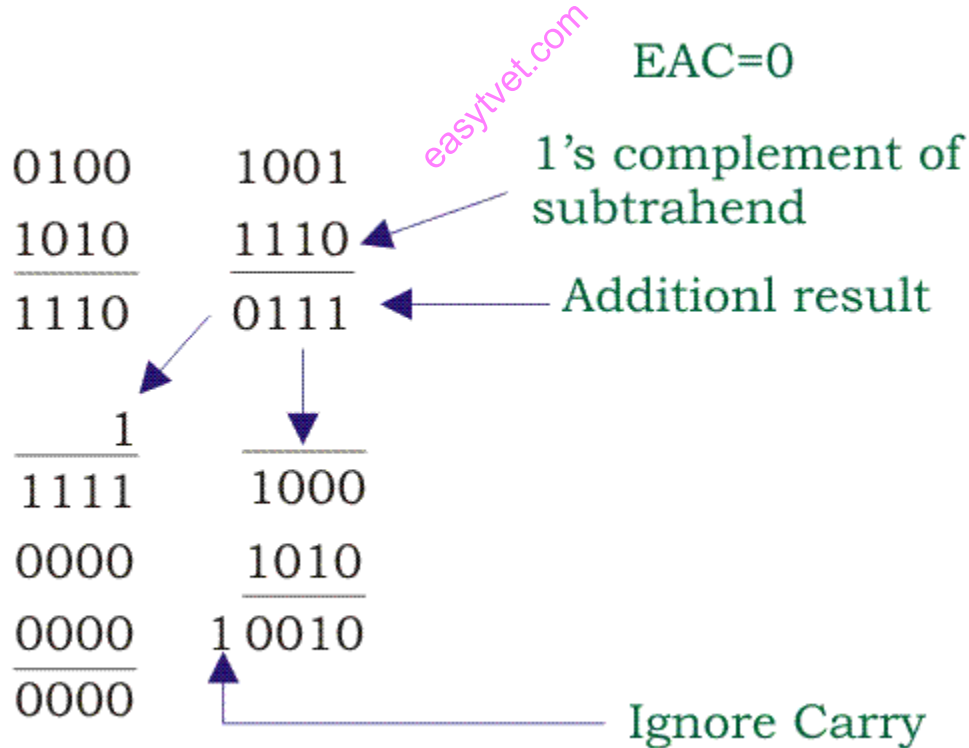 easytvet.com
EAC=0
0100 1001 1's complement of
subtrahend
1010 1110
1110 0111 Additionl result
1
1111 1000
0000 1010
0000 1 0010
0000
Ignore Carry